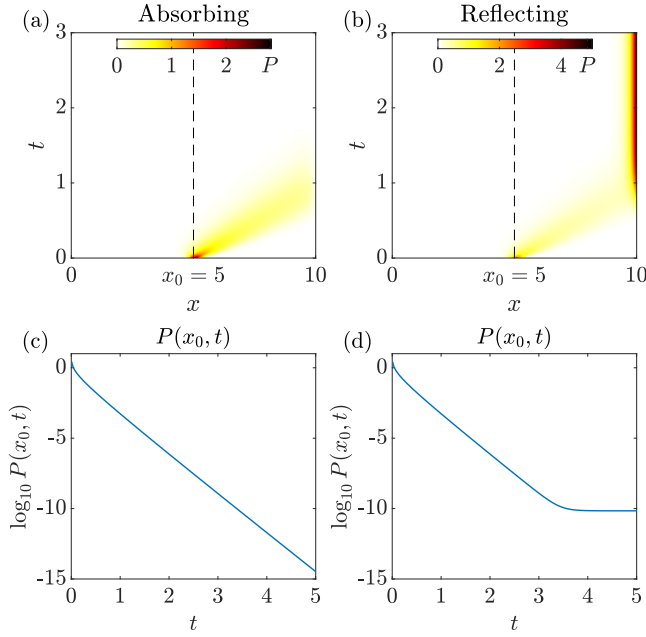 Absorbing
(a)
3
2
1
0
t
0 1 2 P
0 x₀ = 5 10
x
Reflecting
(b)
3
2
1
0
t
0 2 4 P
0 x₀ = 5 10
x
P(x₀, t)
(c)
0
-5
-10
-15
log₁₀ P(x₀, t)
0 1 2 3 4 5
t
P(x₀, t)
(d)
0
-5
-10
-15
log₁₀ P(x₀, t)
0 1 2 3 4 5
t